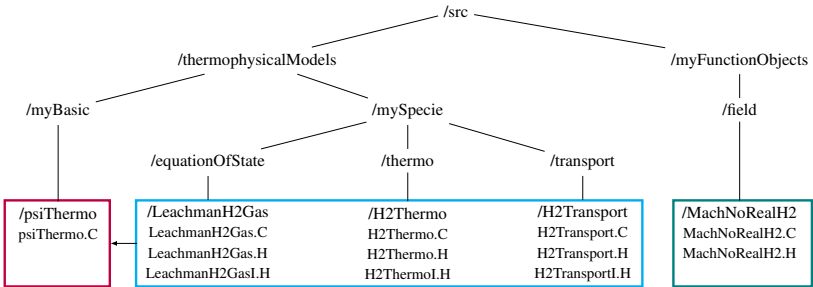 /src
/thermophysicalModels
/myFunctionObjects
/myBasic
/mySpecie
/field
/equationOfState
/thermo
/transport
/psiThermo
psiThermo.C
/LeachmanH2Gas
LeachmanH2Gas.C
LeachmanH2Gas.H
LeachmanH2GasI.H
/H2Thermo
H2Thermo.C
H2Thermo.H
H2ThermoI.H
/H2Transport
H2Transport.C
H2Transport.H
H2TransportI.H
/MachNoRealH2
MachNoRealH2.C
MachNoRealH2.H